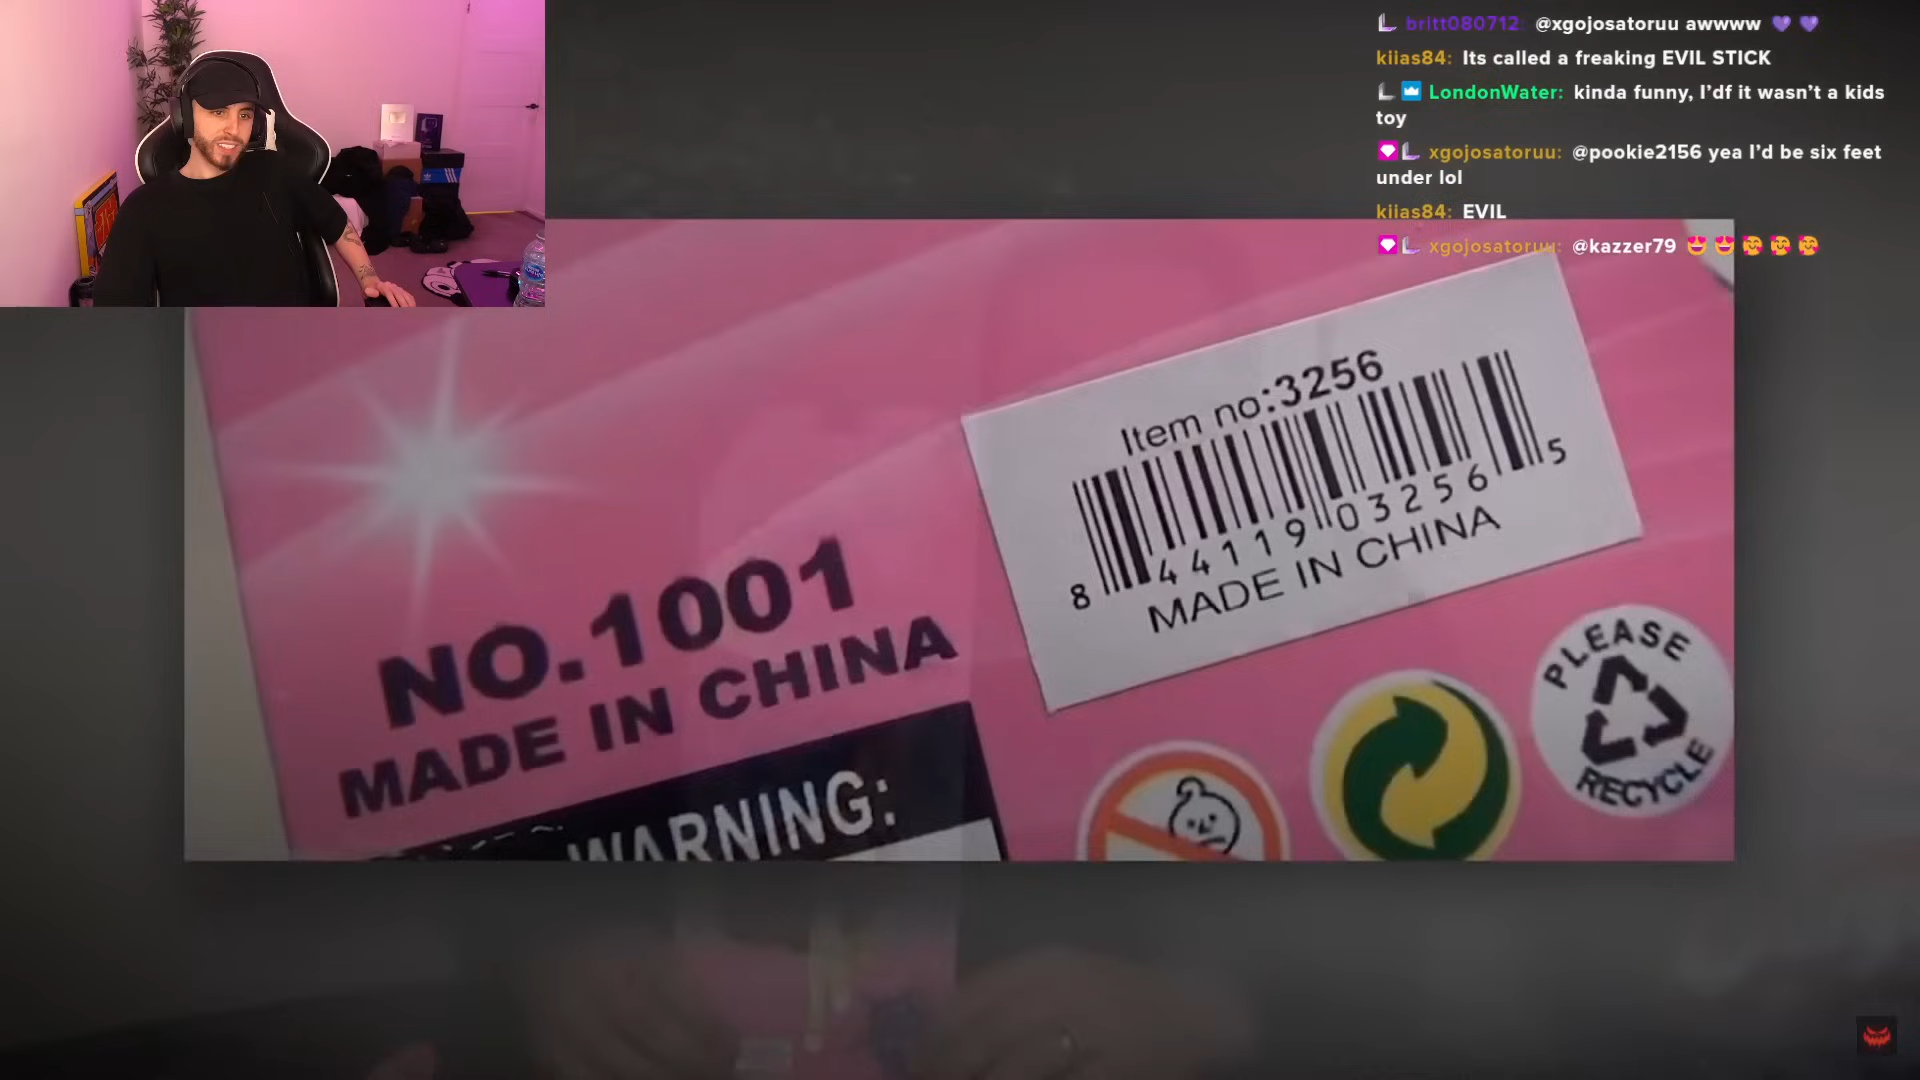 britt080712: @xgojosatoruu awwww 💜 💜
kiias84: Its called a freaking EVIL STICK
LondonWater: kinda funny, I’df it wasn’t a kids
toy
xgojosatoruu: @pookie2156 yea I’d be six feet
under lol
kiias84: EVIL
xgojosatoruu: @kazzer79 😍 😍 🥰 🥰 🥰
Item no:3256
8 44119 03256 5
MADE IN CHINA
NO.1001
MADE IN CHINA
WARNING:
PLEASE
RECYCLE